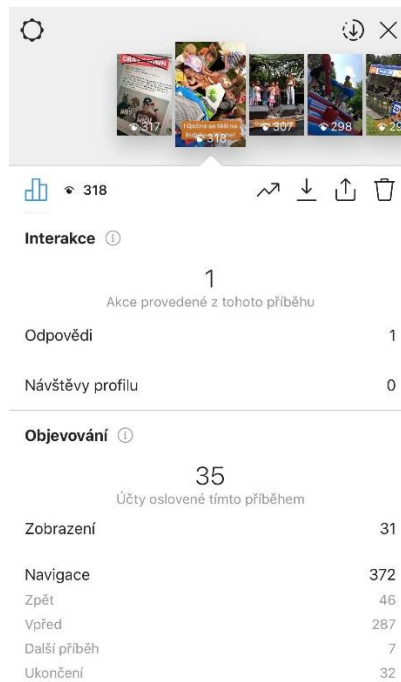 317
318
307
298
29
318
Interakce
1
Akce provedené z tohoto příběhu
Odpovědi 1
Návštěvy profilu 0
Objevování
35
Účty oslovené tímto příběhem
Zobrazení 31
Navigace 372
Zpět 46
Vpřed 287
Další příběh 7
Ukončení 32